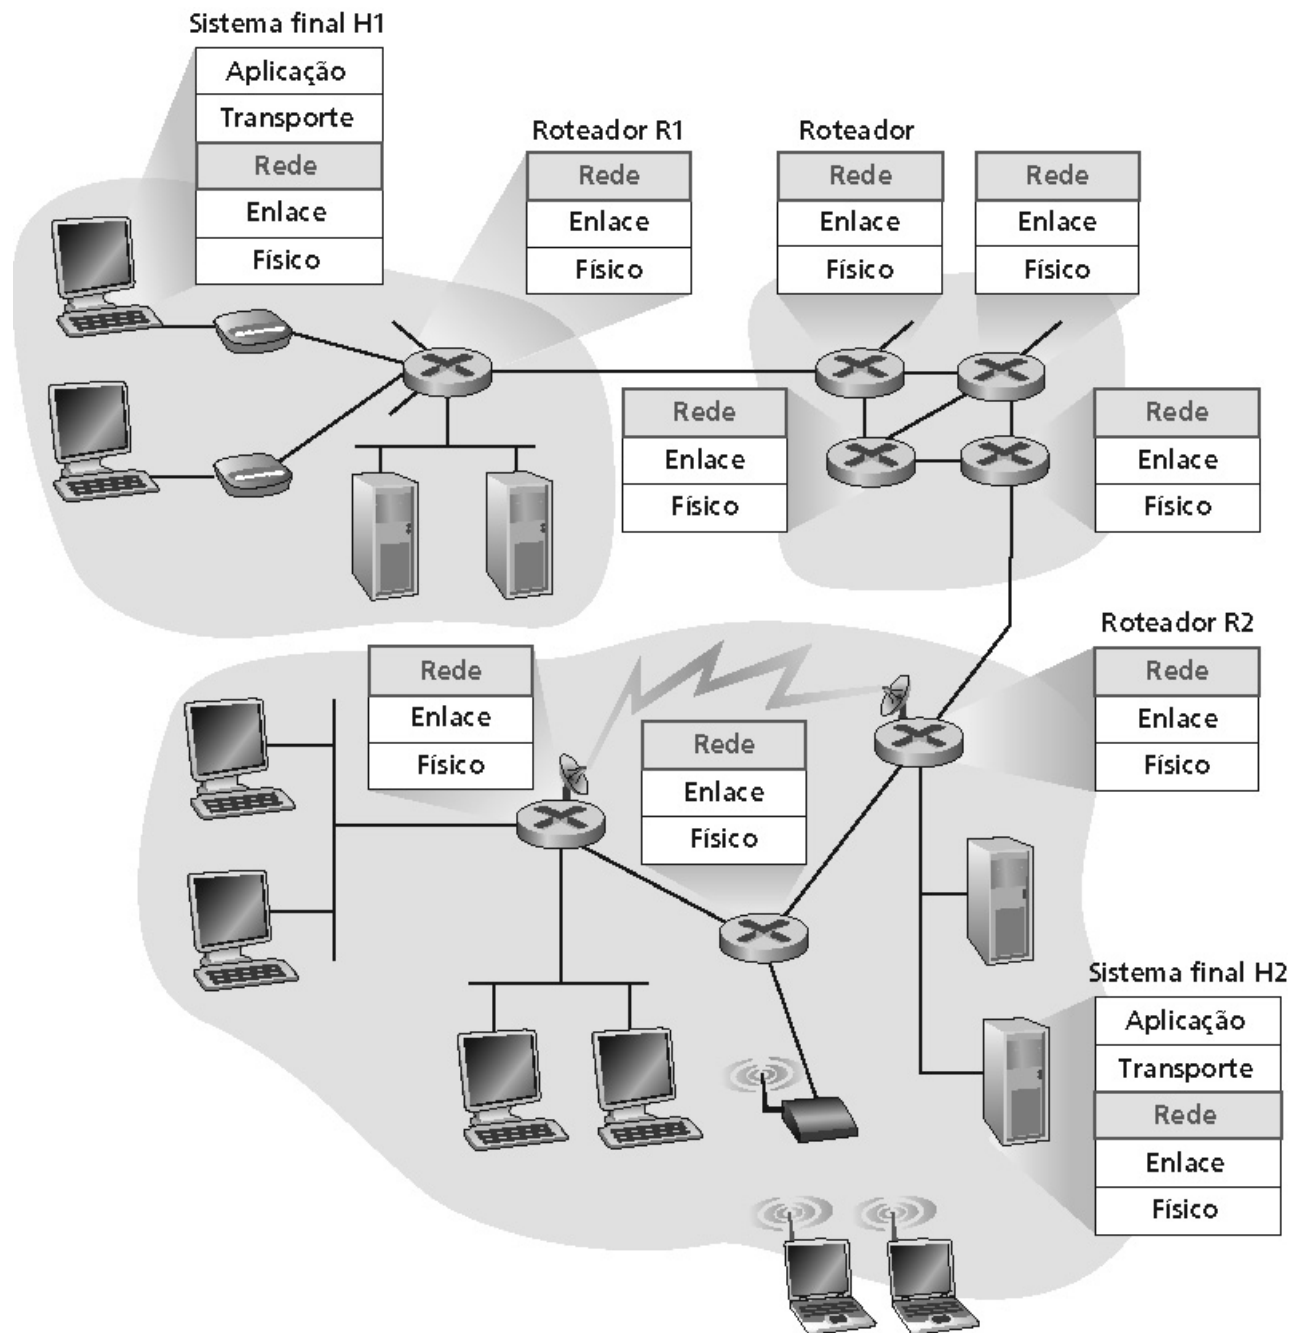 Sistema final H1
Aplicação
Transporte
Rede
Enlace
Físico
Roteador R1
Rede
Enlace
Físico
Roteador
Rede
Enlace
Físico
Rede
Enlace
Físico
Rede
Enlace
Físico
Rede
Enlace
Físico
Roteador R2
Rede
Enlace
Físico
Rede
Enlace
Físico
Rede
Enlace
Físico
Sistema final H2
Aplicação
Transporte
Rede
Enlace
Físico